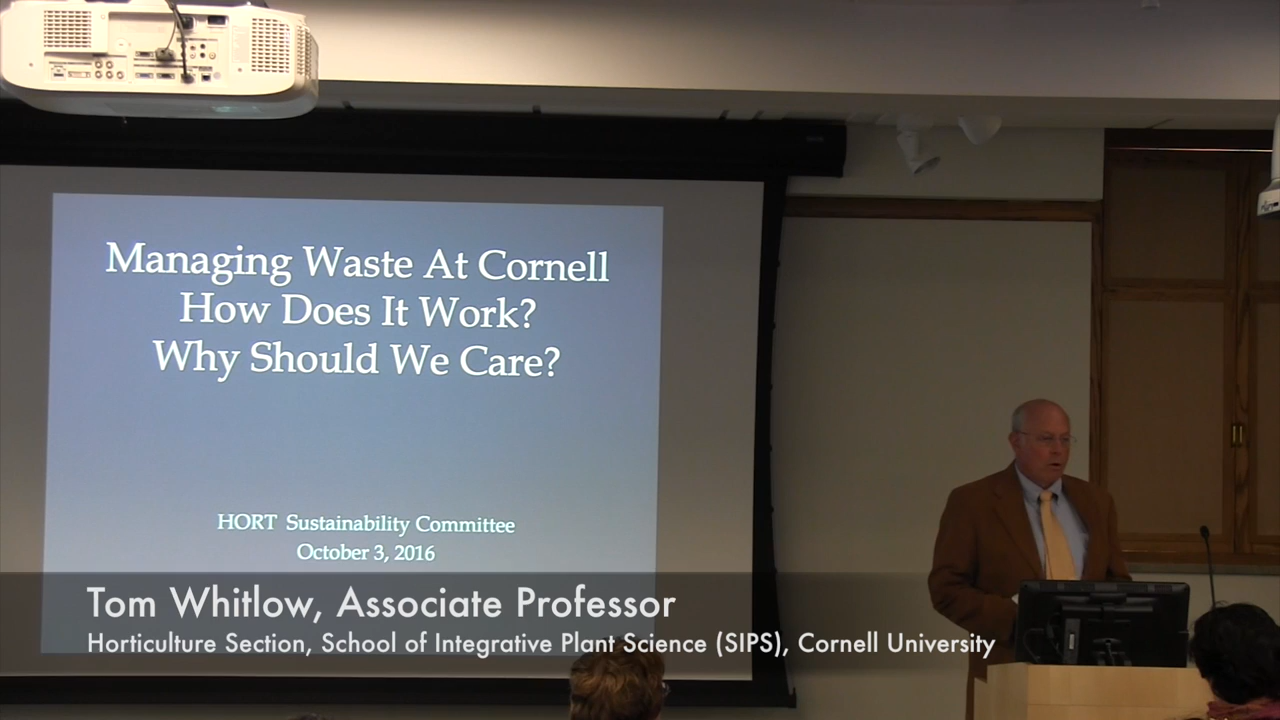 Managing Waste At Cornell
How Does It Work?
Why Should We Care?
HORT Sustainability Committee
October 3, 2016
Tom Whitlow, Associate Professor
Horticulture Section, School of Integrative Plant Science (SIPS), Cornell University